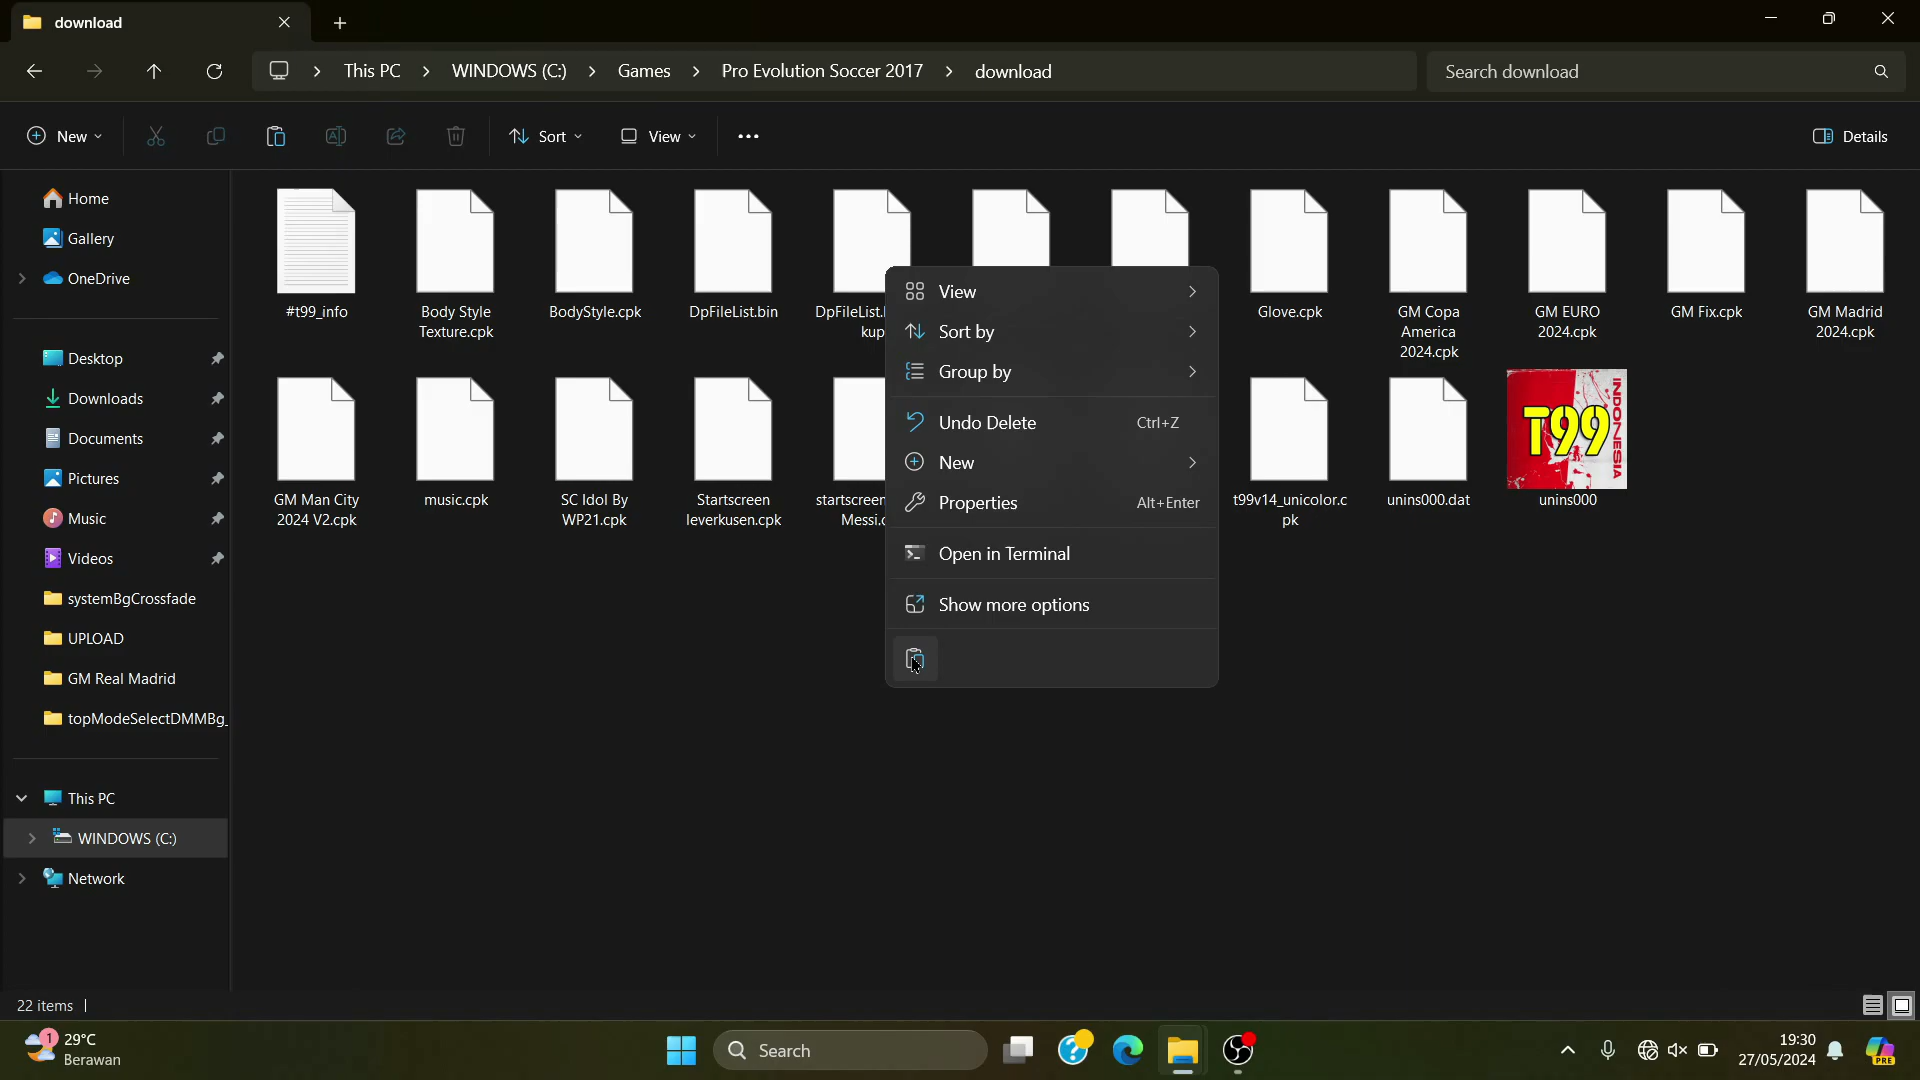 download
This PC
WINDOWS (C:)
Games
Pro Evolution Soccer 2017
download
Search download
New
Sort
View
Details
Home
Gallery
OneDrive
Desktop
Downloads
Documents
Pictures
Music
Videos
systemBgCrossfade
UPLOAD
GM Real Madrid
topModeSelectDMMBg_
This PC
WINDOWS (C:)
Network
#t99_info
Body Style
Texture.cpk
BodyStyle.cpk
DpFileList.bin
DpFileList.
kup
Glove.cpk
GM Copa
America
2024.cpk
GM EURO
2024.cpk
GM Fix.cpk
GM Madrid
2024.cpk
GM Man City
2024 V2.cpk
music.cpk
SC Idol By
WP21.cpk
Startscreen
leverkusen.cpk
startscreen
Messi.
t99v14_unicolor.c
pk
unins000.dat
T99
INDONESIA
unins000
View
Sort by
Group by
Undo Delete Ctrl+Z
New
Properties Alt+Enter
Open in Terminal
Show more options
22 items
1
29°C
Berawan
Search
19:30
27/05/2024
PRE